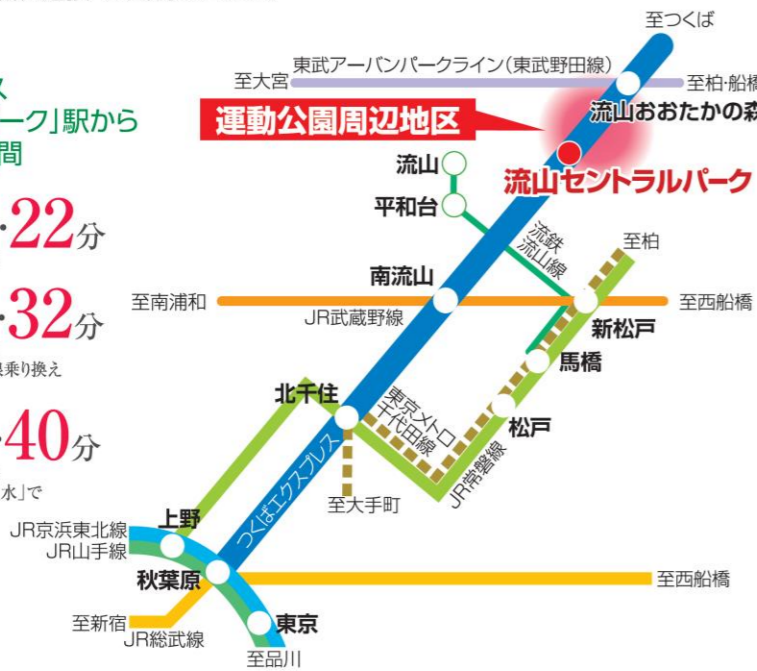 至つくば
東武アーバンパークライン（東武野田線）
至大宮
至柏・船橋
ーク」駅から
流山おおたかの森
運動公園周辺地区
間
流山
流山セントラルパーク
平和台
・22分
流鉄
流山線
至柏
南流山
至南浦和
至西船橋
JR武蔵野線
新松戸
・32分
馬橋
乗り換え
北千住
東京メトロ
千代田線
松戸
40分
JR常磐線
水」で
つくばエクスプレス
至大手町
上野
JR京浜東北線
JR山手線
秋葉原
至西船橋
至新宿
東京
JR総武線
至品川